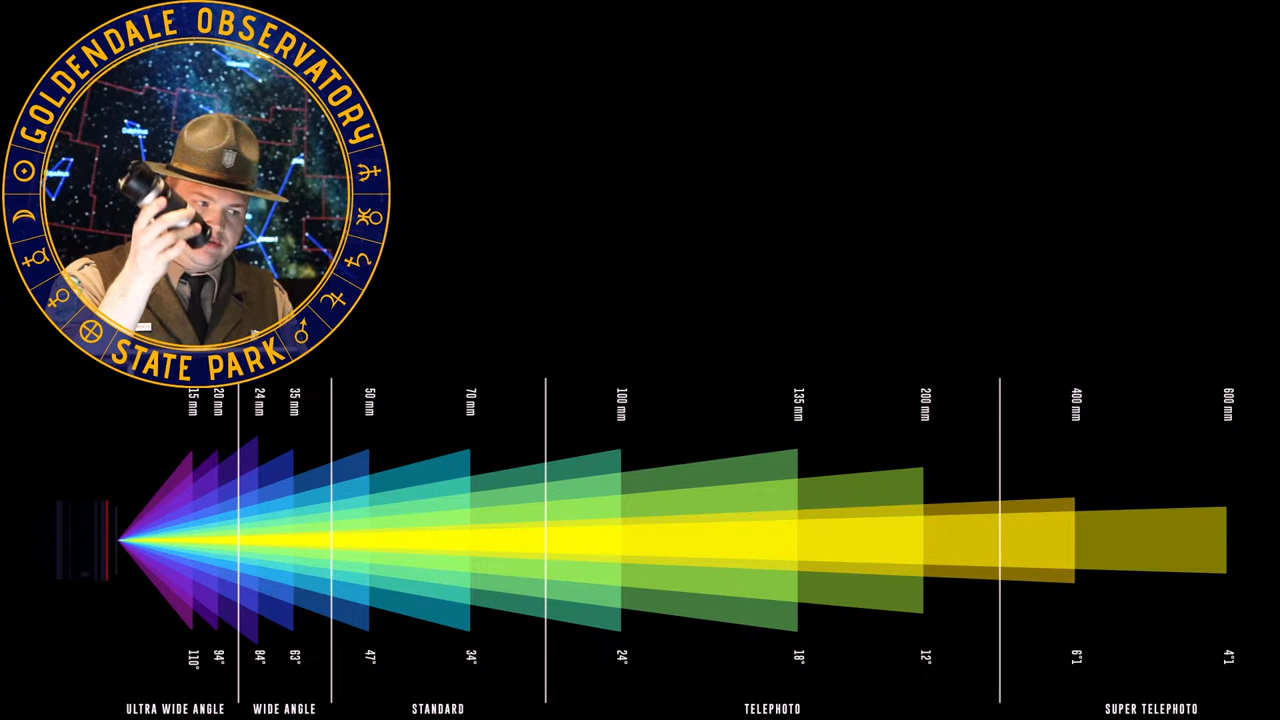 GOLDENDALE OBSERVATORY
STATE PARK
15 mm
20 mm
24 mm
35 mm
50 mm
70 mm
100 mm
135 mm
200 mm
400 mm
600 mm
110°
94°
84°
63°
47°
34°
24°
18°
12°
6°1
4°1
ULTRA WIDE ANGLE
WIDE ANGLE
STANDARD
TELEPHOTO
SUPER TELEPHOTO